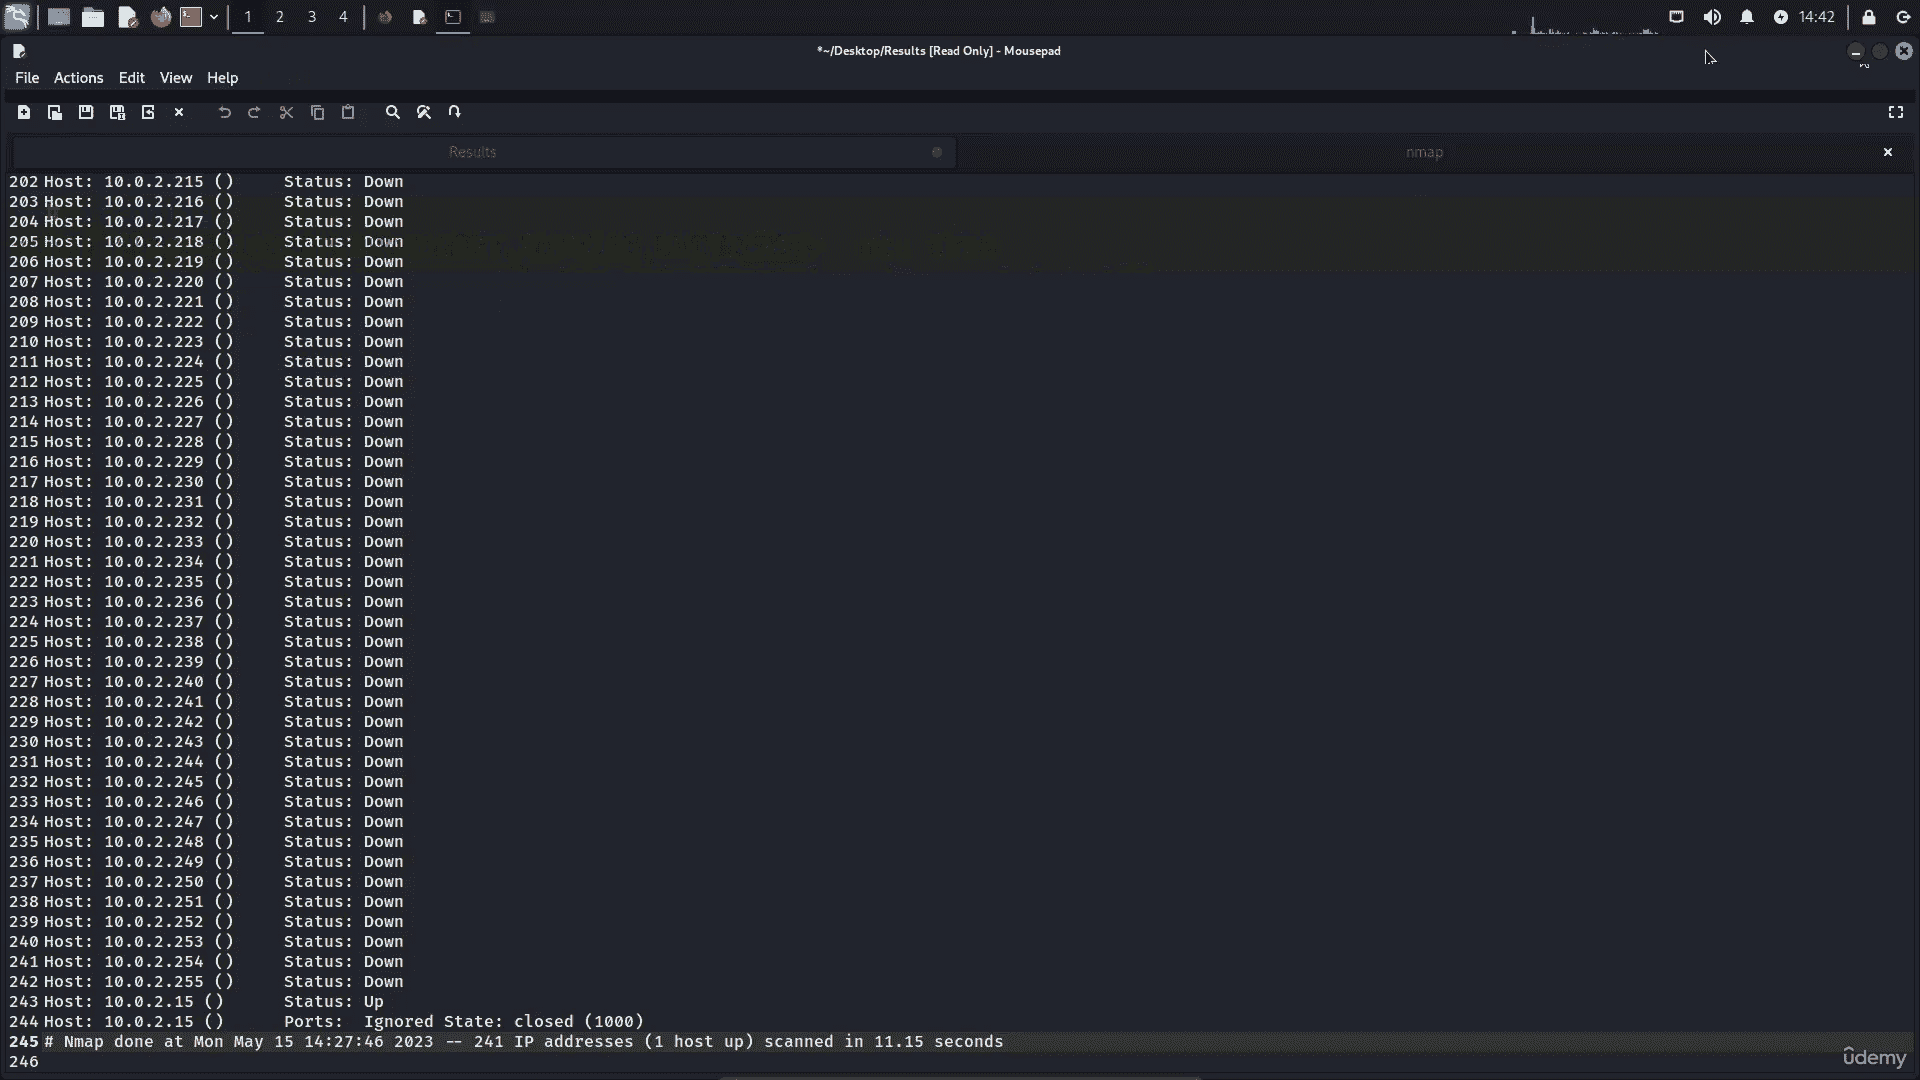 1 2 3 4 14:42
*~/Desktop/Results [Read Only] - Mousepad
File Actions Edit View Help
Results nmap
202 Host: 10.0.2.215 () Status: Down
203 Host: 10.0.2.216 () Status: Down
204 Host: 10.0.2.217 () Status: Down
205 Host: 10.0.2.218 () Status: Down
206 Host: 10.0.2.219 () Status: Down
207 Host: 10.0.2.220 () Status: Down
208 Host: 10.0.2.221 () Status: Down
209 Host: 10.0.2.222 () Status: Down
210 Host: 10.0.2.223 () Status: Down
211 Host: 10.0.2.224 () Status: Down
212 Host: 10.0.2.225 () Status: Down
213 Host: 10.0.2.226 () Status: Down
214 Host: 10.0.2.227 () Status: Down
215 Host: 10.0.2.228 () Status: Down
216 Host: 10.0.2.229 () Status: Down
217 Host: 10.0.2.230 () Status: Down
218 Host: 10.0.2.231 () Status: Down
219 Host: 10.0.2.232 () Status: Down
220 Host: 10.0.2.233 () Status: Down
221 Host: 10.0.2.234 () Status: Down
222 Host: 10.0.2.235 () Status: Down
223 Host: 10.0.2.236 () Status: Down
224 Host: 10.0.2.237 () Status: Down
225 Host: 10.0.2.238 () Status: Down
226 Host: 10.0.2.239 () Status: Down
227 Host: 10.0.2.240 () Status: Down
228 Host: 10.0.2.241 () Status: Down
229 Host: 10.0.2.242 () Status: Down
230 Host: 10.0.2.243 () Status: Down
231 Host: 10.0.2.244 () Status: Down
232 Host: 10.0.2.245 () Status: Down
233 Host: 10.0.2.246 () Status: Down
234 Host: 10.0.2.247 () Status: Down
235 Host: 10.0.2.248 () Status: Down
236 Host: 10.0.2.249 () Status: Down
237 Host: 10.0.2.250 () Status: Down
238 Host: 10.0.2.251 () Status: Down
239 Host: 10.0.2.252 () Status: Down
240 Host: 10.0.2.253 () Status: Down
241 Host: 10.0.2.254 () Status: Down
242 Host: 10.0.2.255 () Status: Down
243 Host: 10.0.2.15 () Status: Up
244 Host: 10.0.2.15 () Ports: Ignored State: closed (1000)
245 # Nmap done at Mon May 15 14:27:46 2023 -- 241 IP addresses (1 host up) scanned in 11.15 seconds
246
ûdemy